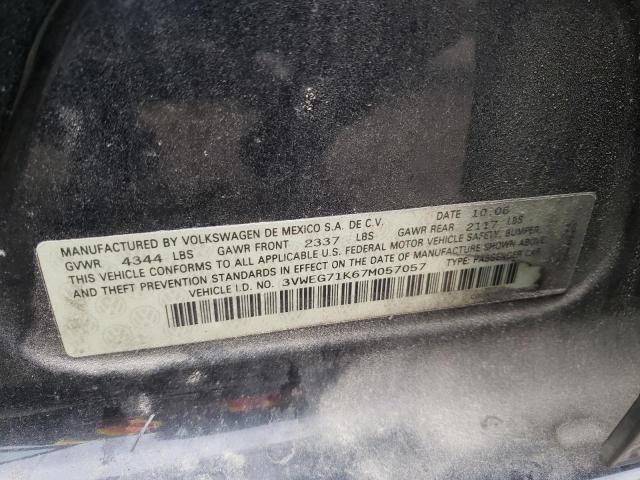 MANUFACTURED BY VOLKSWAGEN DE MEXICO S.A. DE C.V. DATE 10.06
GVWR 4344 LBS GAWR FRONT 2337 LBS GAWR REAR 2117 LBS
THIS VEHICLE CONFORMS TO ALL APPLICABLE U.S. FEDERAL MOTOR VEHICLE SAFETY, BUMPER,
AND THEFT PREVENTION STANDARDS IN EFFECT ON THE DATE OF MANUFACTURE SHOWN ABOVE
VEHICLE I.D. NO. 3VWEG71K67M057057 TYPE: PASSENGER CAR